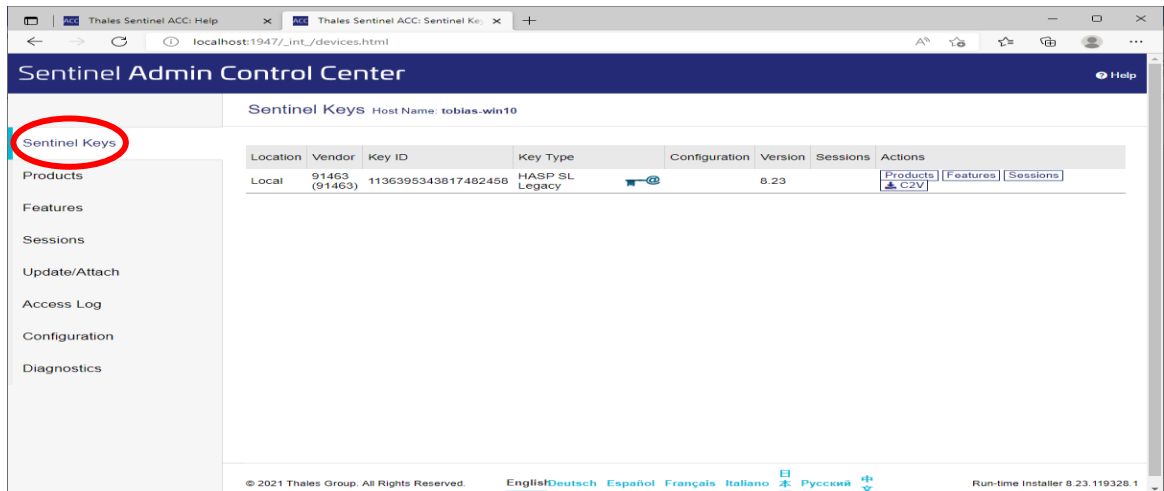 ACC Thales Sentinel ACC: Help
ACC Thales Sentinel ACC: Sentinel Ke
localhost:1947/_int_/devices.html
Sentinel Admin Control Center
? Help
Sentinel Keys Host Name: tobias-win10
Sentinel Keys
Products
Features
Sessions
Update/Attach
Access Log
Configuration
Diagnostics
Location Vendor Key ID Key Type Configuration Version Sessions Actions
Local 91463 (91463) 1136395343817482458 HASP SL Legacy 8.23 Products Features Sessions C2V
© 2021 Thales Group. All Rights Reserved. English Deutsch Español Français Italiano 日本 Русский 中文 Run-time Installer 8.23.119328.1